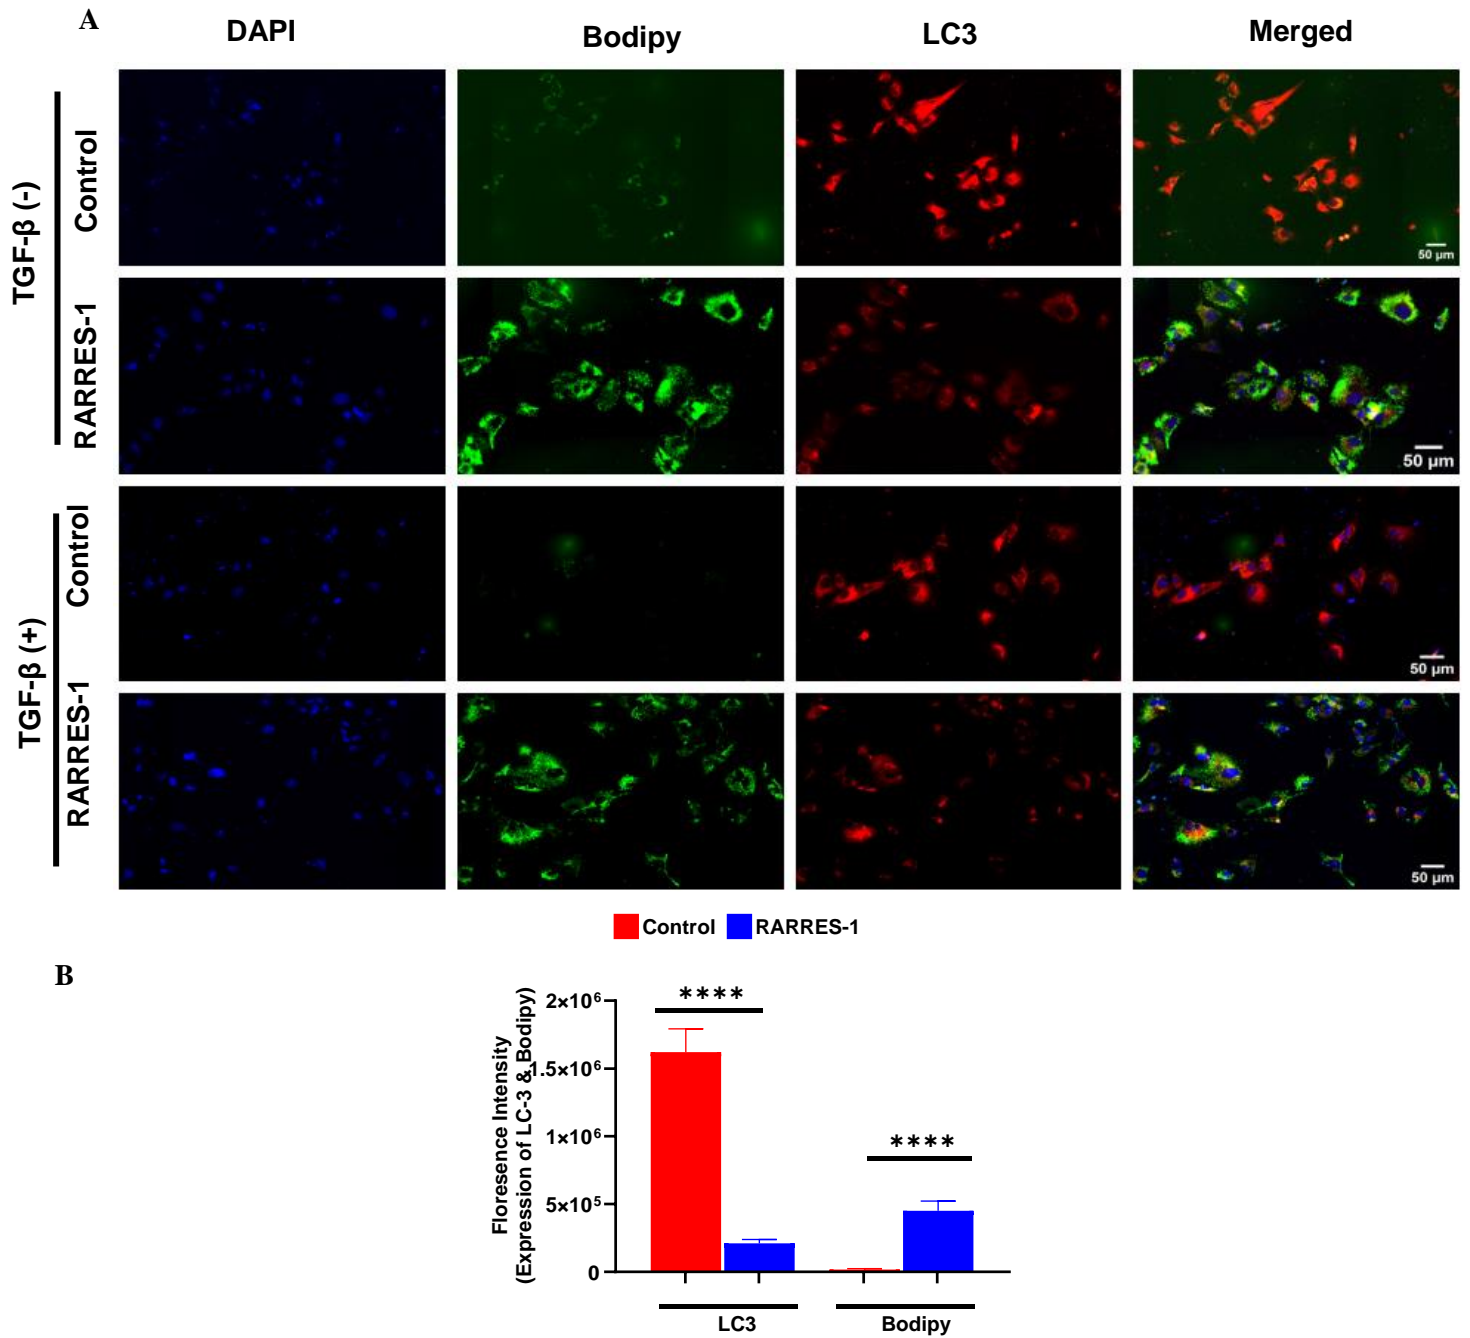 A
DAPI
Bodipy
LC3
Merged
TGF-β (-)
Control
50 µm
RARRES-1
50 µm
TGF-β (+)
Control
50 µm
RARRES-1
50 µm
Control
RARRES-1
B
Floresence Intensity
(Expression of LC-3 & Bodipy)
2×10⁶
1.5×10⁶
1×10⁶
5×10⁵
0
****
****
LC3
Bodipy